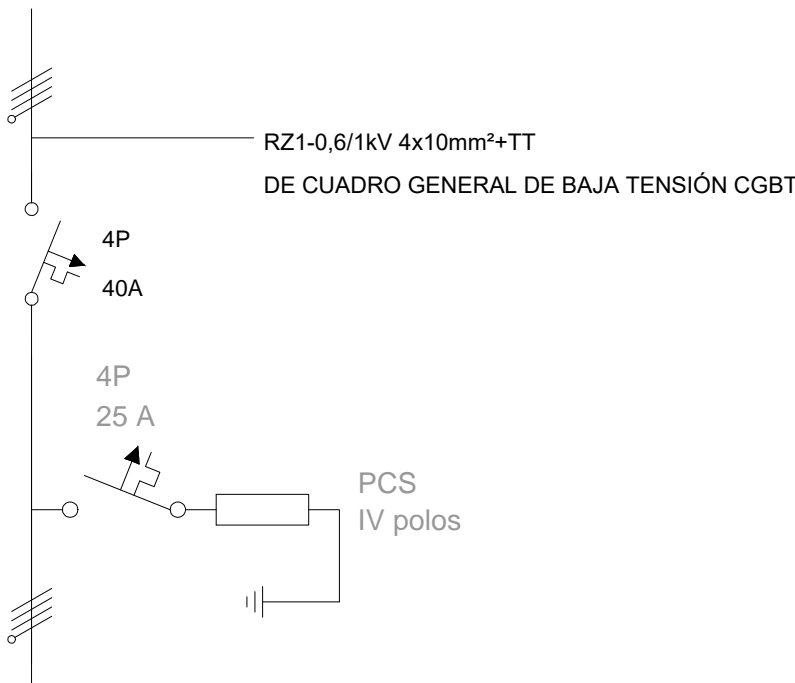 RZ1-0,6/1kV 4x10mm²+TT
DE CUADRO GENERAL DE BAJA TENSIÓN CGBT
4P
40A
4P
25 A
PCS
IV polos